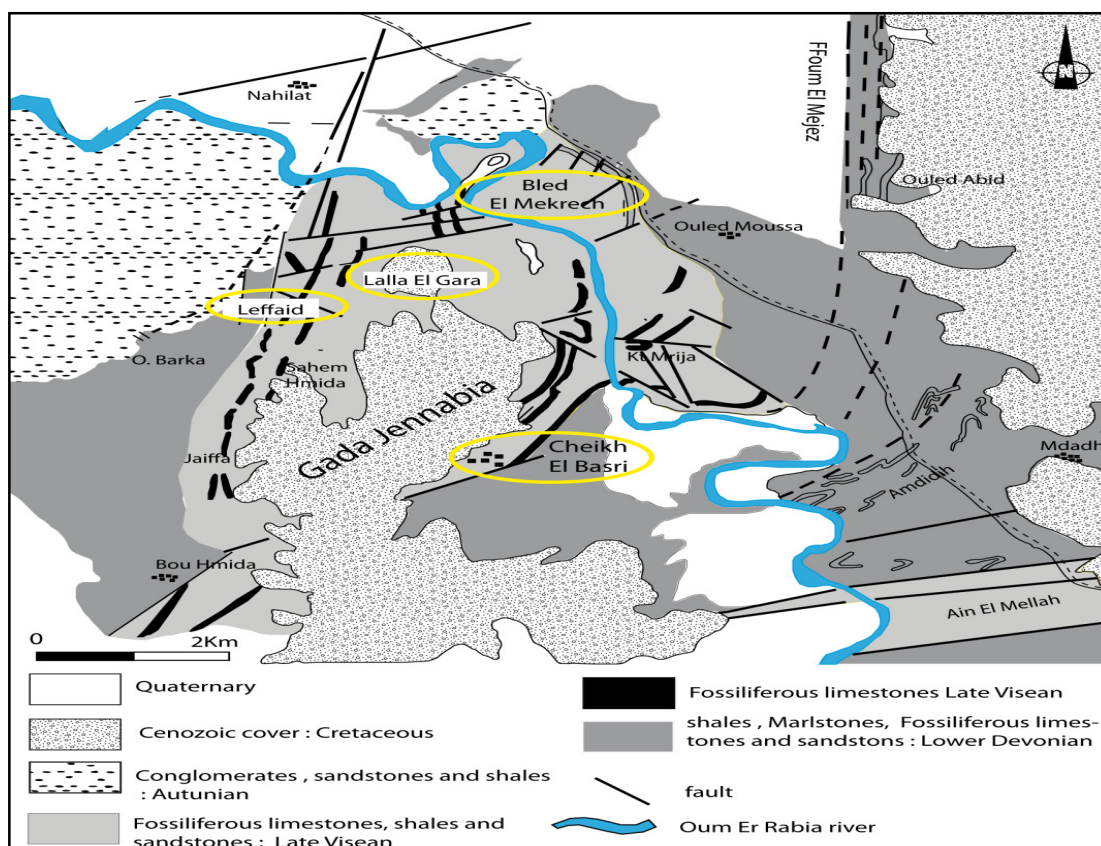 FFoum El Mejez
N
Nahilat
Ouled Abid
Bled
El Mekrech
Ouled Moussa
Lalla El Gara
Leffaid
O. Barka
Sahem
Hmida
Kt Mrija
Gada Jennabia
Jaiffa
Cheikh
El Basri
Mdadh
Amdidih
Bou Hmida
Ain El Mellah
0 2Km
Quaternary
Cenozoic cover : Cretaceous
Conglomerates , sandstones and shales
: Autunian
Fossiliferous limestones, shales and
sandstones : Late Visean
Fossiliferous limestones Late Visean
shales , Marlstones, Fossiliferous limes-
tones and sandstons : Lower Devonian
fault
Oum Er Rabia river